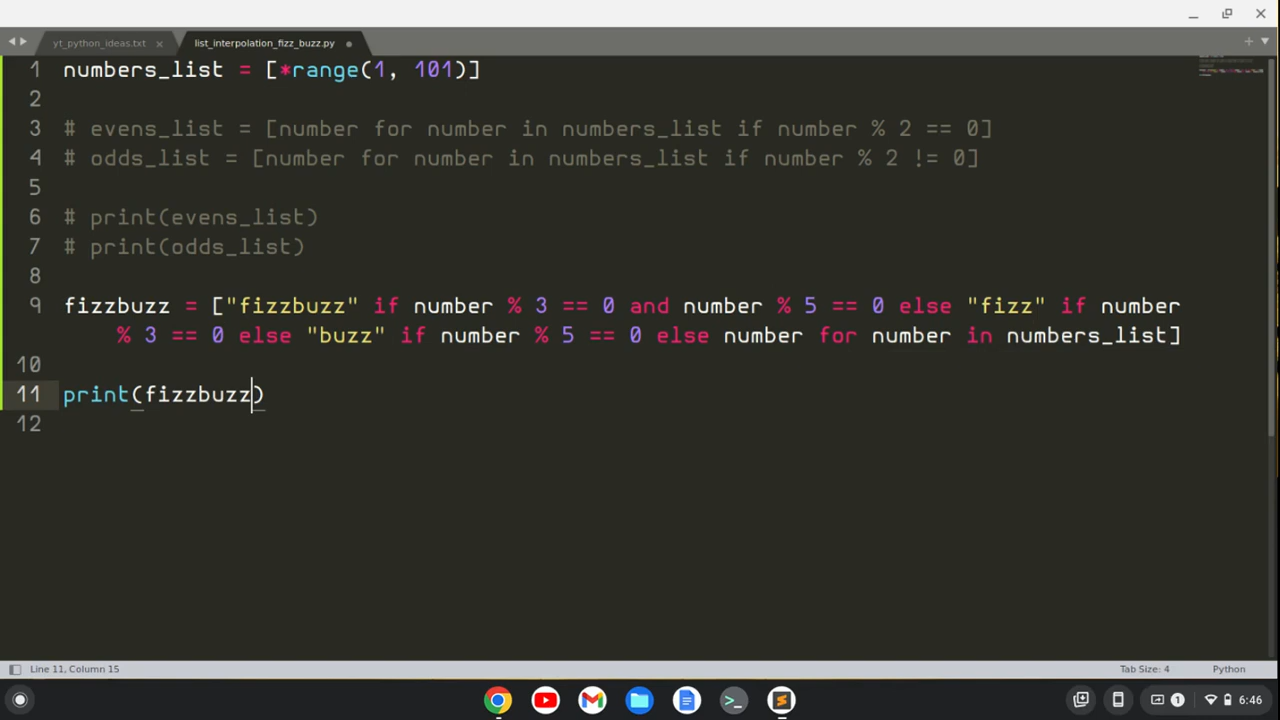 yt_python_ideas.txt
list_interpolation_fizz_buzz.py
1 numbers_list = [*range(1, 101)]
2
3 # evens_list = [number for number in numbers_list if number % 2 == 0]
4 # odds_list = [number for number in numbers_list if number % 2 != 0]
5
6 # print(evens_list)
7 # print(odds_list)
8
9 fizzbuzz = ["fizzbuzz" if number % 3 == 0 and number % 5 == 0 else "fizz" if number
% 3 == 0 else "buzz" if number % 5 == 0 else number for number in numbers_list]
10
11 print(fizzbuzz)
12
Line 11, Column 15
Tab Size: 4
Python
1
6:46